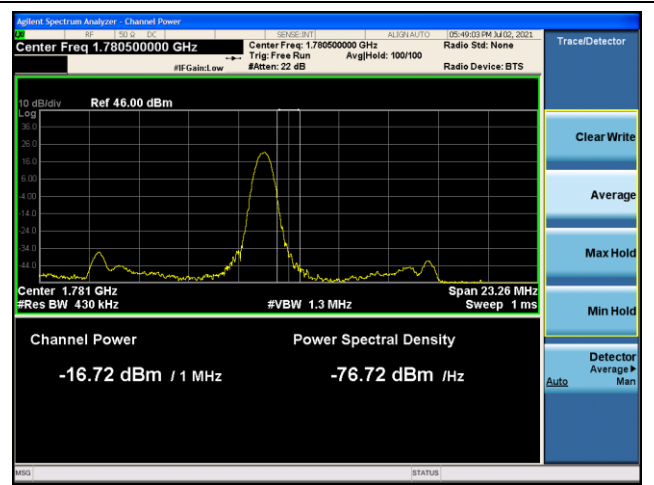 Agilent Spectrum Analyzer - Channel Power
RF 50 Ω DC SENSE:INT ALIGN AUTO 05:49:03 PM Jul 02, 2021
Center Freq 1.780500000 GHz
Center Freq: 1.780500000 GHz
Radio Std: None
Trig: Free Run Avg|Hold: 100/100
#IFGain:Low
#Atten: 22 dB
Radio Device: BTS
Trace/Detector
10 dB/div Ref 46.00 dBm
Log
36.0
26.0
16.0
6.00
-4.00
-14.0
-24.0
-34.0
-44.0
Center 1.781 GHz
Span 23.26 MHz
#Res BW 430 kHz
#VBW 1.3 MHz
Sweep 1 ms
Channel Power
Power Spectral Density
-16.72 dBm / 1 MHz
-76.72 dBm /Hz
Clear Write
Average
Max Hold
Min Hold
Detector
Average
Auto Man
MSG
STATUS